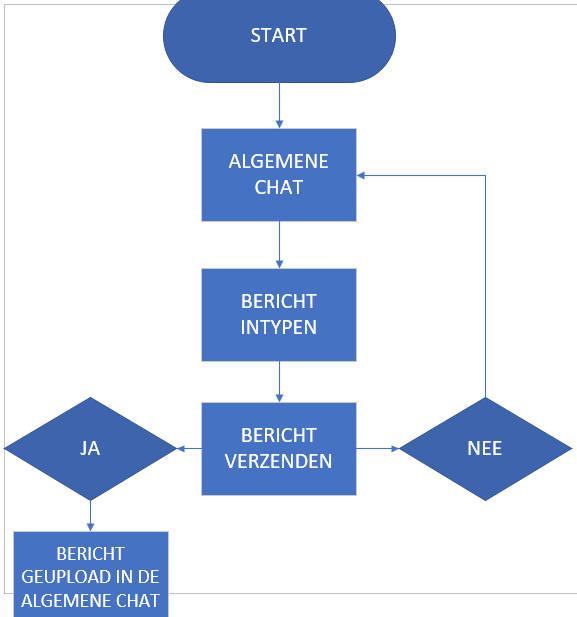 START
ALGEMENE
CHAT
BERICHT
INTYPEN
BERICHT
VERZENDEN
JA
NEE
BERICHT
GEUPLOAD IN DE
ALGEMENE CHAT